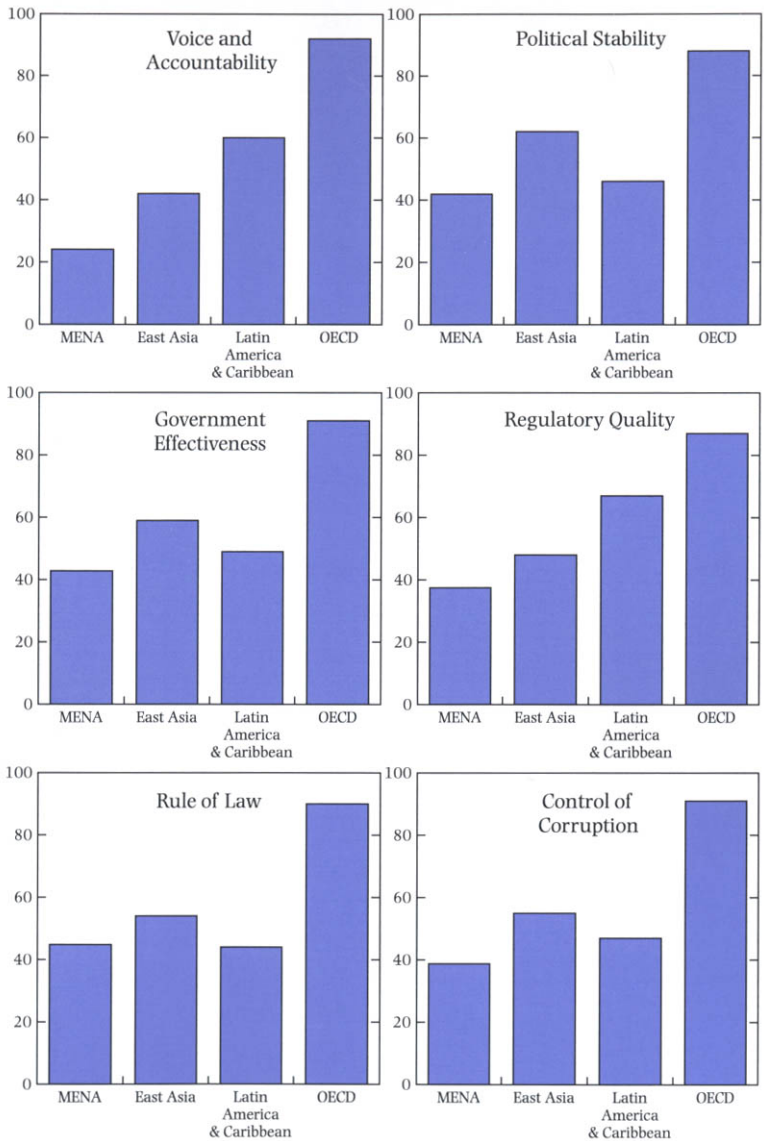 Voice and
Accountability
100
80
60
40
20
0
MENA
East Asia
Latin
America
& Caribbean
OECD
Political Stability
100
80
60
40
20
0
MENA
East Asia
Latin
America
& Caribbean
OECD
Government
Effectiveness
100
80
60
40
20
0
MENA
East Asia
Latin
America
& Caribbean
OECD
Regulatory Quality
100
80
60
40
20
0
MENA
East Asia
Latin
America
& Caribbean
OECD
Rule of Law
100
80
60
40
20
0
MENA
East Asia
Latin
America
& Caribbean
OECD
Control of
Corruption
100
80
60
40
20
0
MENA
East Asia
Latin
America
& Caribbean
OECD